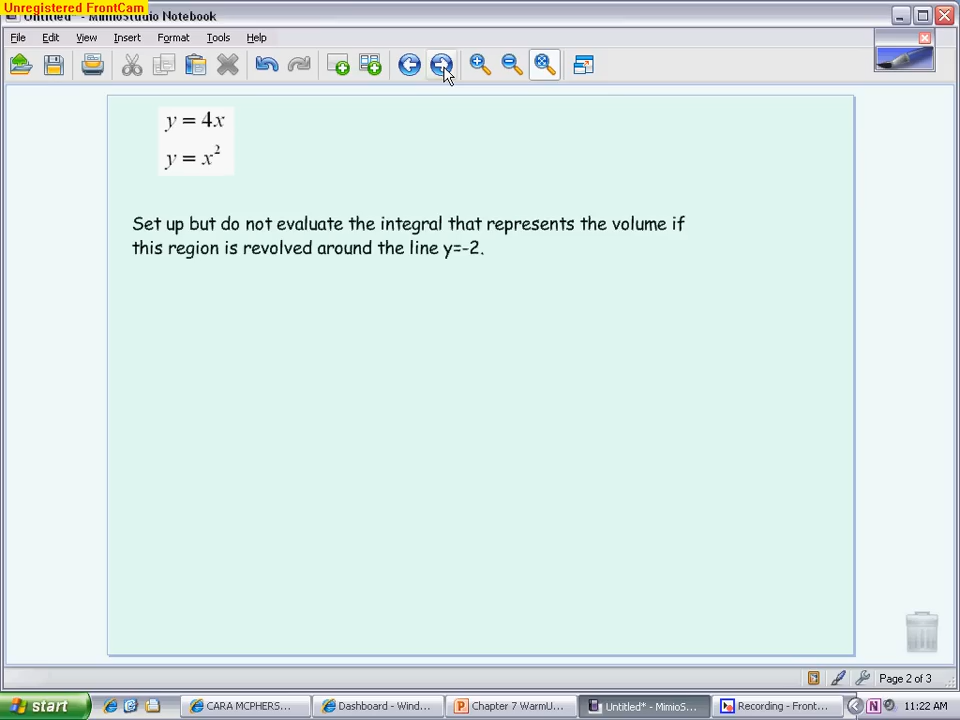 Unregistered FrontCam
Untitled* - MimioStudio Notebook
File Edit View Insert Format Tools Help
y = 4x
y = x²
Set up but do not evaluate the integral that represents the volume if
this region is revolved around the line y=-2.
Page 2 of 3
start
CARA MCPHERS...
Dashboard - Wind...
Chapter 7 WarmU...
Untitled* - MimioS...
Recording - Front...
11:22 AM